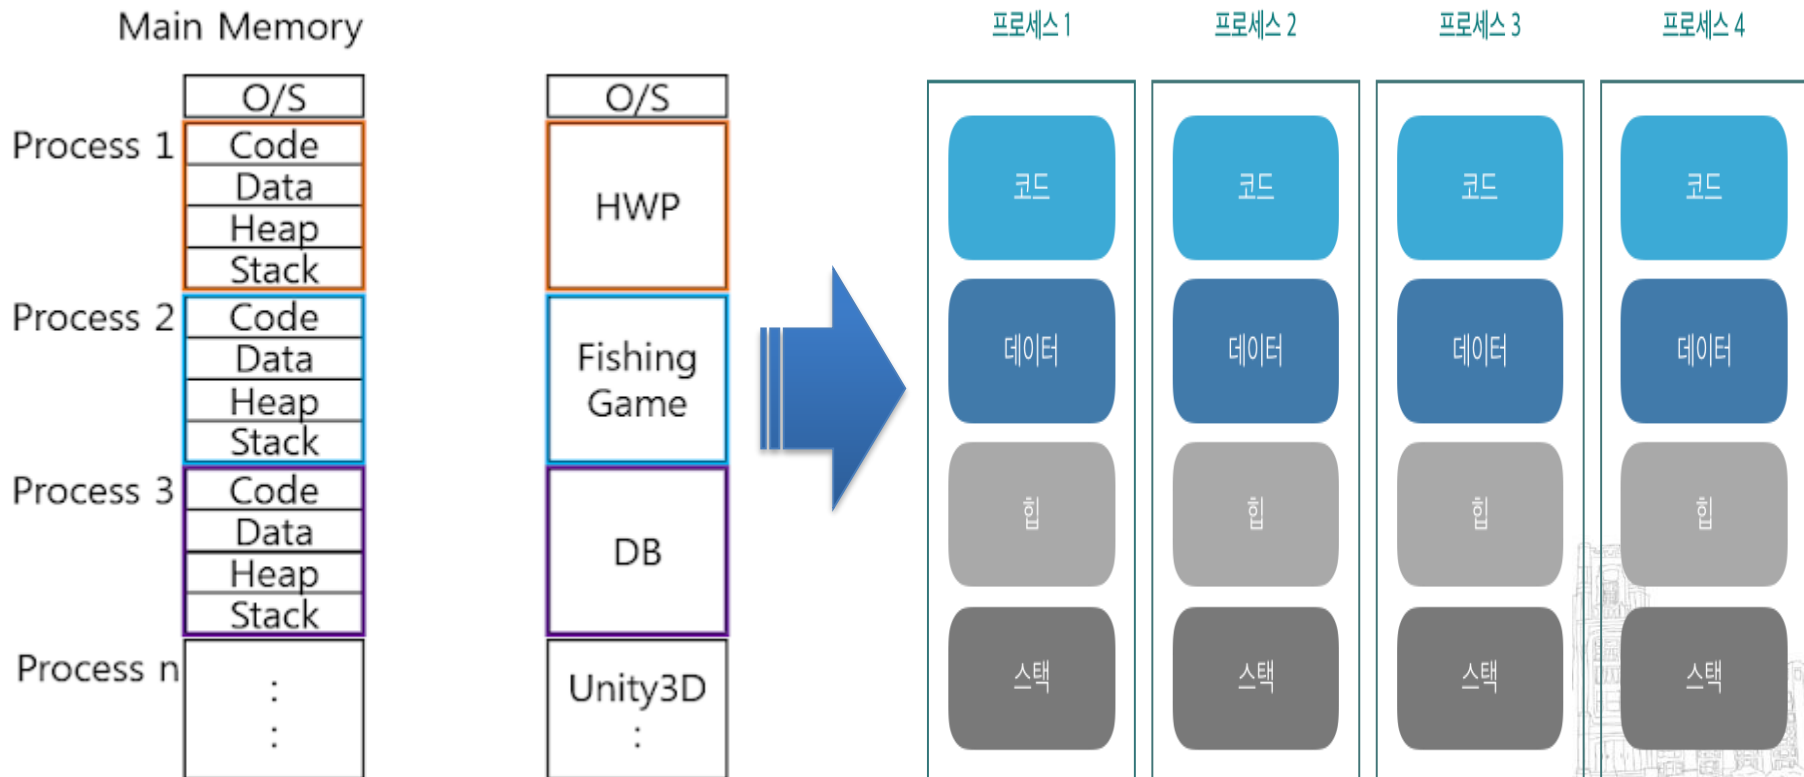 Main Memory
O/S
Process 1
Code
Data
Heap
Stack
Process 2
Code
Data
Heap
Stack
Process 3
Code
Data
Heap
Stack
Process n
:
:
O/S
HWP
Fishing
Game
DB
Unity3D
:
프로세스 1
코드
데이터
힙
스택
프로세스 2
코드
데이터
힙
스택
프로세스 3
코드
데이터
힙
스택
프로세스 4
코드
데이터
힙
스택